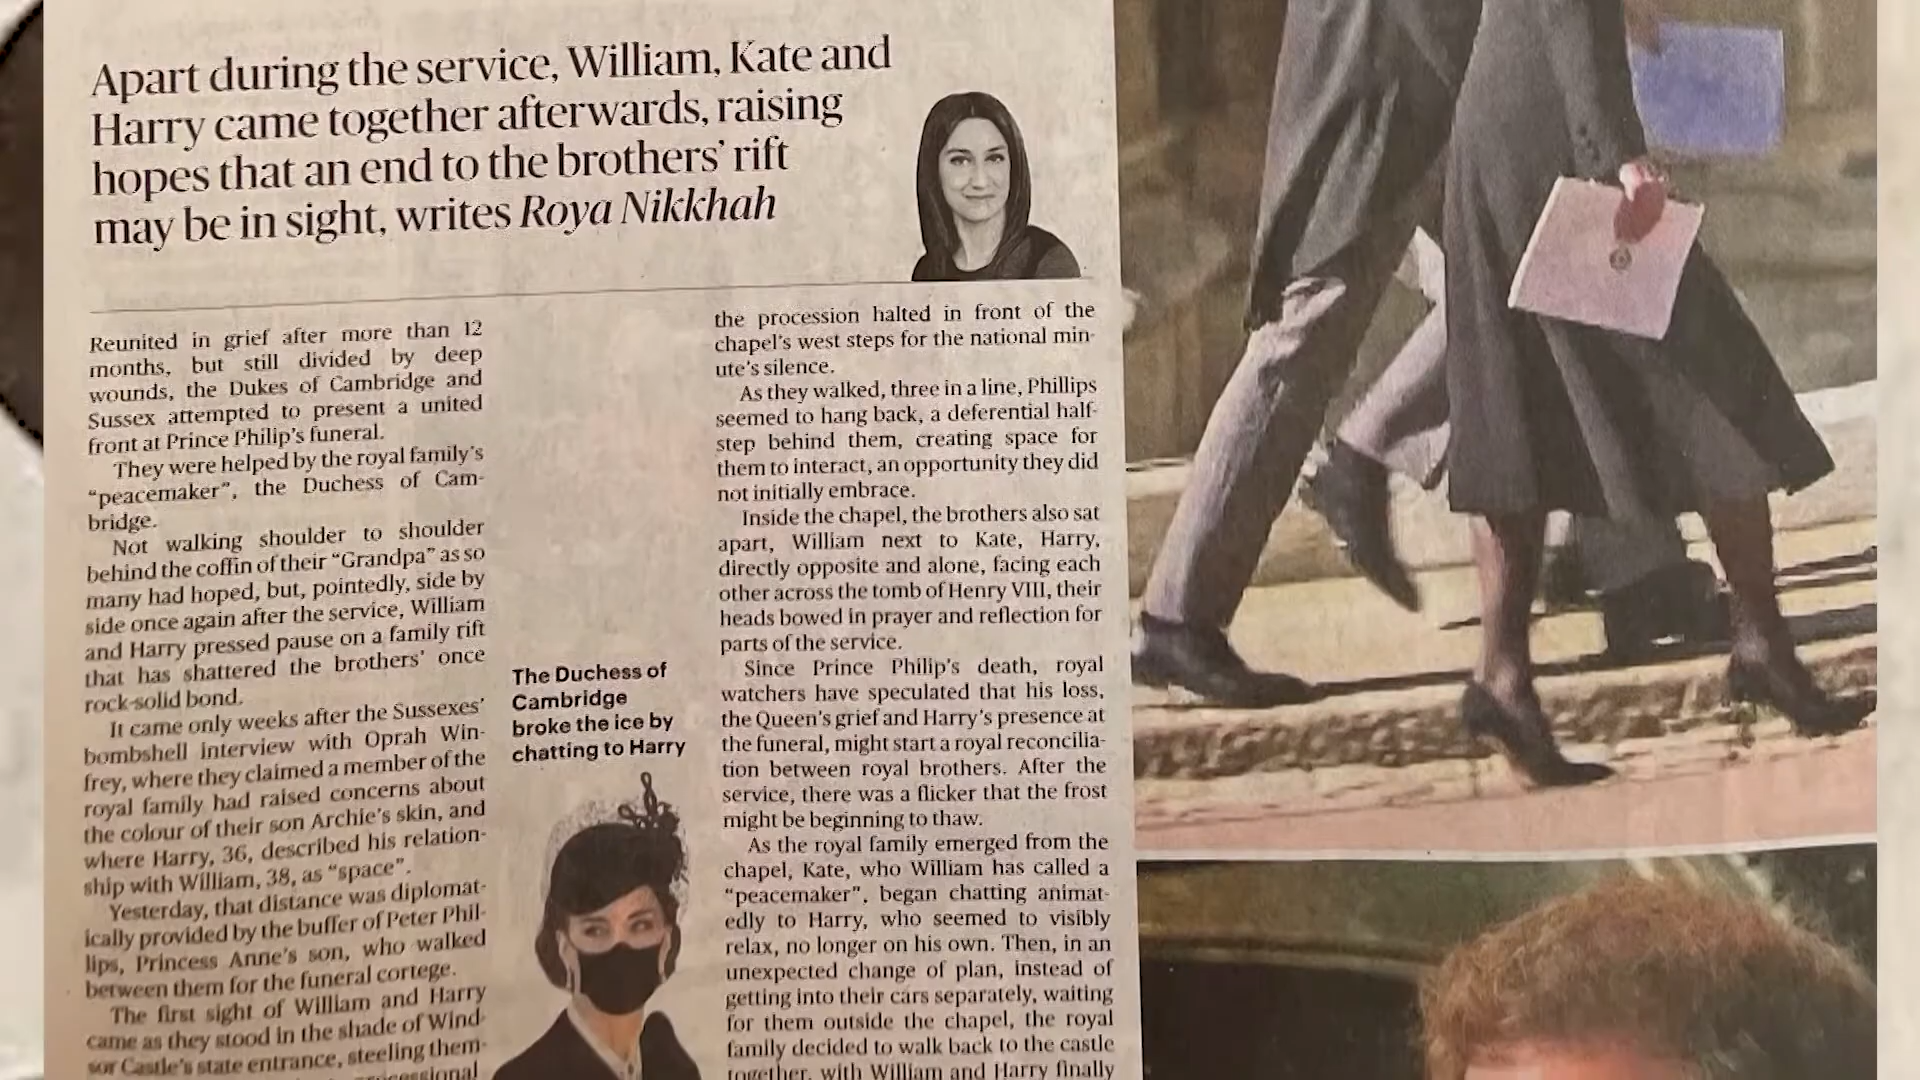 Apart during the service, William, Kate and
Harry came together afterwards, raising
hopes that an end to the brothers' rift
may be in sight, writes Roya Nikkhah
Reunited in grief after more than 12
months, but still divided by deep
wounds, the Dukes of Cambridge and
Sussex attempted to present a united
front at Prince Philip's funeral.
They were helped by the royal family's
“peacemaker”, the Duchess of Cam-
bridge.
Not walking shoulder to shoulder
behind the coffin of their “Grandpa” as so
many had hoped, but, pointedly, side by
side once again after the service, William
and Harry pressed pause on a family rift
that has shattered the brothers' once
rock-solid bond.
It came only weeks after the Sussexes'
bombshell interview with Oprah Win-
frey, where they claimed a member of the
royal family had raised concerns about
the colour of their son Archie's skin, and
where Harry, 36, described his relation-
ship with William, 38, as “space”.
Yesterday, that distance was diplomat-
ically provided by the buffer of Peter Phil-
lips, Princess Anne's son, who walked
between them for the funeral cortege.
The first sight of William and Harry
came as they stood in the shade of Wind-
sor Castle's state entrance, steeling them-
The Duchess of
Cambridge
broke the ice by
chatting to Harry
the procession halted in front of the
chapel's west steps for the national min-
ute's silence.
As they walked, three in a line, Phillips
seemed to hang back, a deferential half-
step behind them, creating space for
them to interact, an opportunity they did
not initially embrace.
Inside the chapel, the brothers also sat
apart, William next to Kate, Harry,
directly opposite and alone, facing each
other across the tomb of Henry VIII, their
heads bowed in prayer and reflection for
parts of the service.
Since Prince Philip's death, royal
watchers have speculated that his loss,
the Queen's grief and Harry's presence at
the funeral, might start a royal reconcilia-
tion between royal brothers. After the
service, there was a flicker that the frost
might be beginning to thaw.
As the royal family emerged from the
chapel, Kate, who William has called a
“peacemaker”, began chatting animat-
edly to Harry, who seemed to visibly
relax, no longer on his own. Then, in an
unexpected change of plan, instead of
getting into their cars separately, waiting
for them outside the chapel, the royal
family decided to walk back to the castle
together, with William and Harry finally